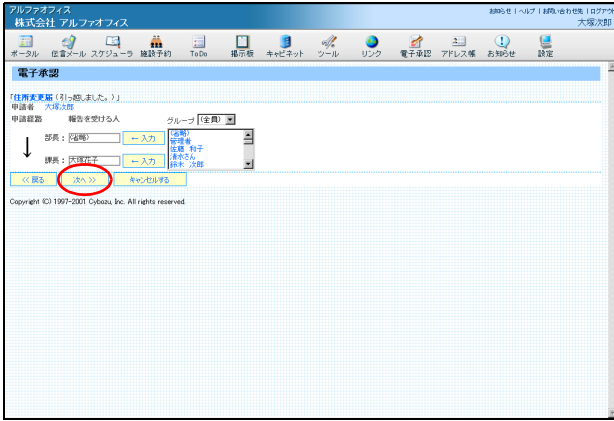 アルファオフィス
お知らせ | ヘルプ | お問い合わせ先 | ログアウト
株式会社 アルファオフィス
大塚次郎
ポータル 伝言メール スケジューラ 施設予約 ToDo 掲示板 キャビネット ツール リンク 電子承認 アドレス帳 お知らせ 設定
電子承認
「住所変更届（引っ越しました。）」
申請者 大塚次郎
申請経路 報告を受ける人 グループ (全員)
部長： (省略) ←入力
(省略)
管理者
佐藤 和子
清水さん
鈴木 次郎
課長： 大塚花子 ←入力
<< 戻る 次へ >> キャンセルする
Copyright (C) 1997-2001 Cybozu, Inc. All rights reserved.